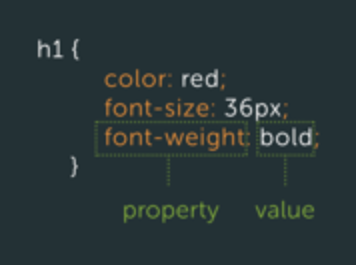 h1 {
color: red;
font-size: 36px;
font-weight: bold;
}
property value